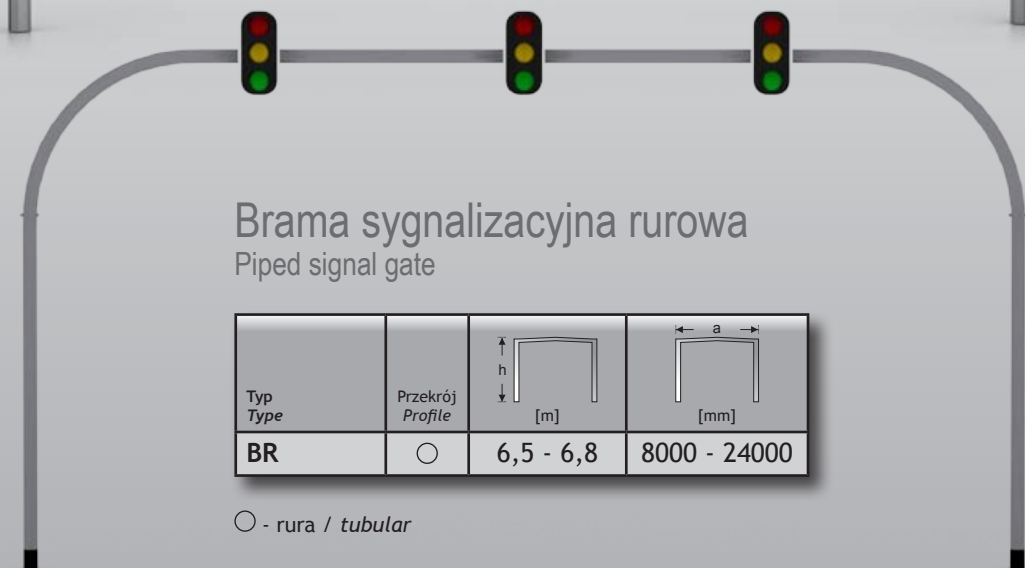 Brama sygnalizacyjna rurowa
Piped signal gate
Typ
Type
Przekrój
Profile
h
[m]
a
[mm]
BR
6,5 - 6,8
8000 - 24000
- rura / tubular